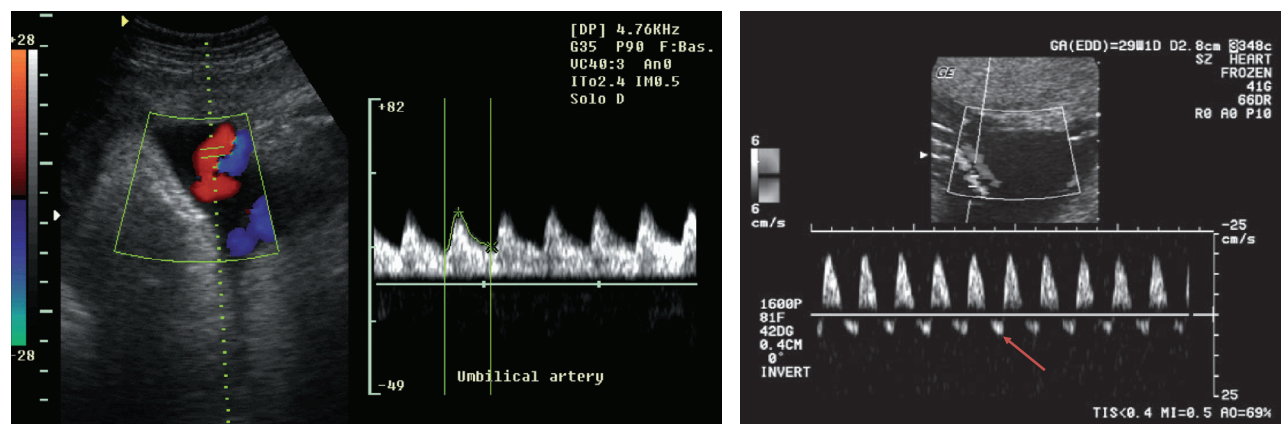 +28
-28
[DP] 4.76KHz
G35 P90 F:Bas.
VC40:3 An0
ITo2.4 IM0.5
Solo D
+82
-49
Umbilical artery
GA(EDD)=29W1D D2.8cm 3348c
SZ HEART
FROZEN
41G
66DR
R0 A0 P10
GE
6
6
cm/s
-25
cm/s
1600P
81F
42DG
0.4CM
0°
INVERT
25
TIS<0.4 MI=0.5 AO=69%